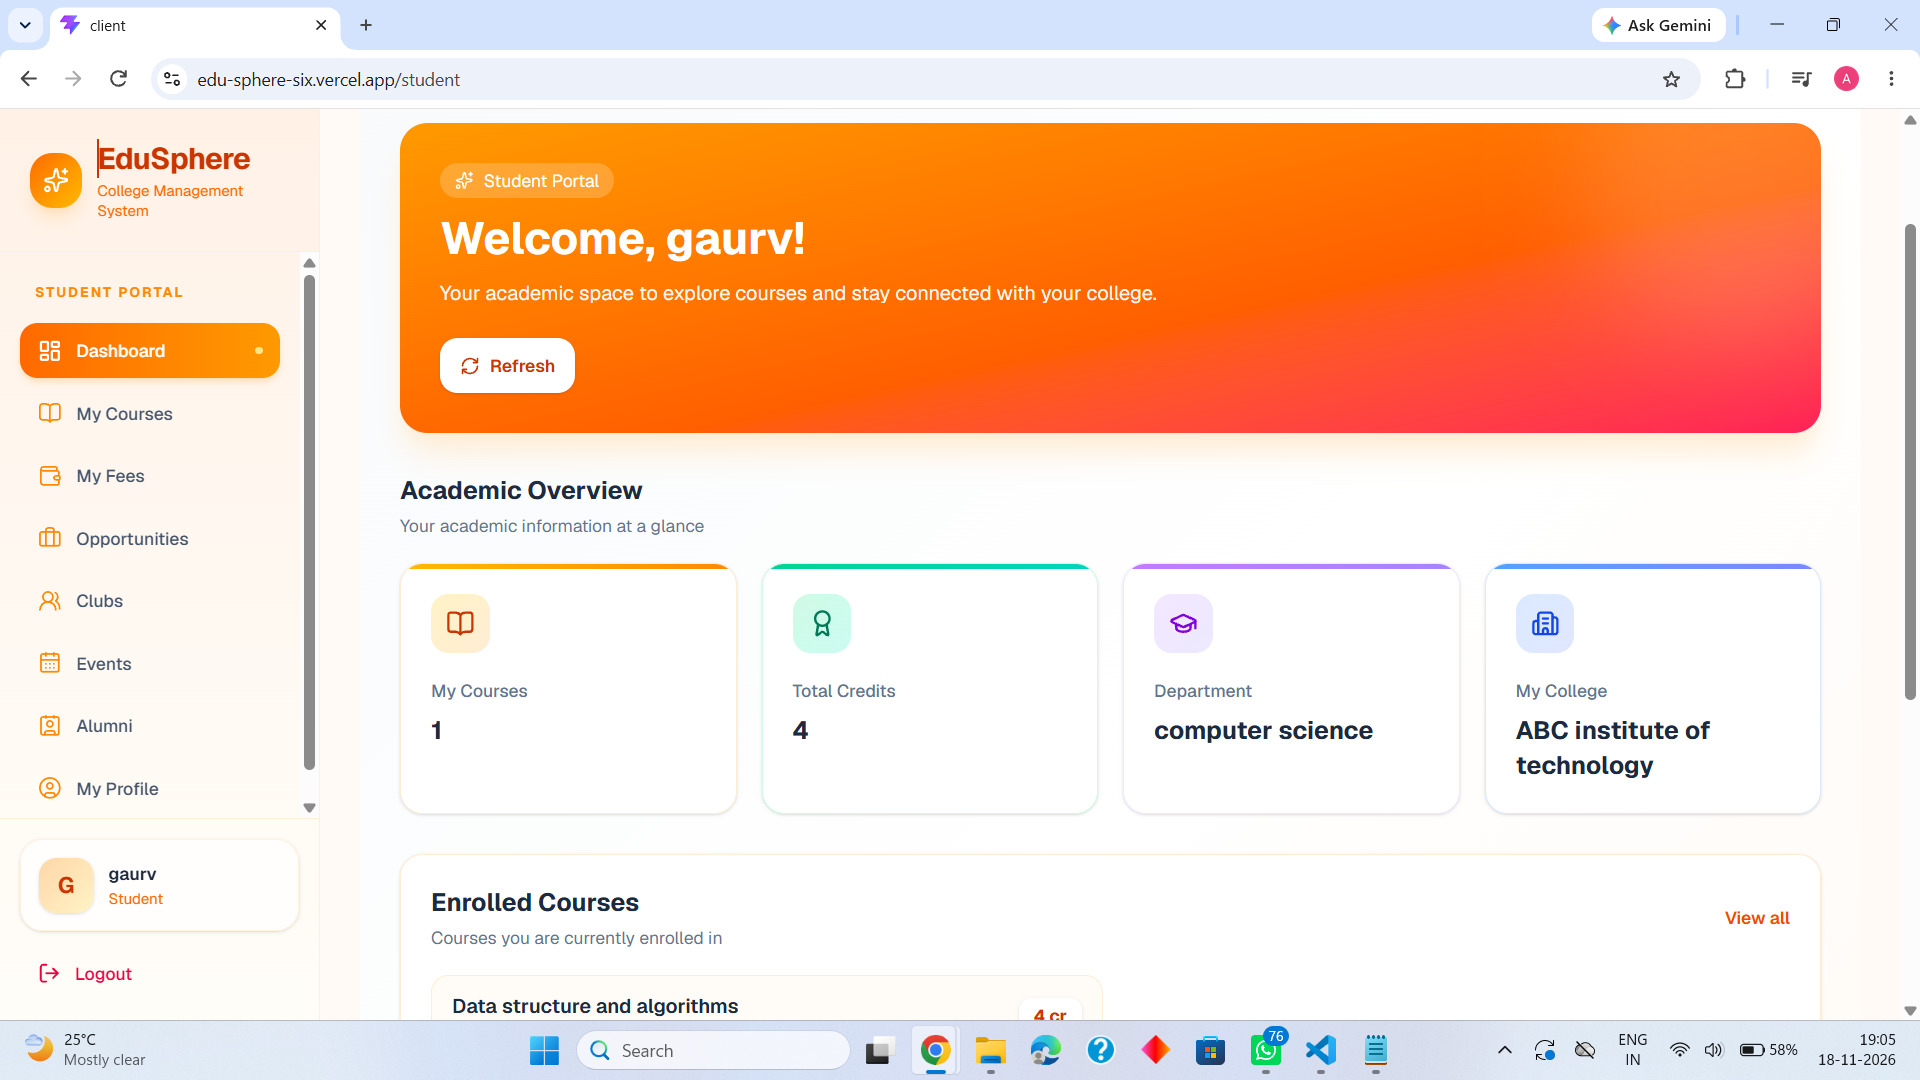 client
Ask Gemini
edu-sphere-six.vercel.app/student
A
EduSphere
College Management
System
STUDENT PORTAL
Dashboard
My Courses
My Fees
Opportunities
Clubs
Events
Alumni
My Profile
G
gaurv
Student
Logout
Student Portal
Welcome, gaurv!
Your academic space to explore courses and stay connected with your college.
Refresh
Academic Overview
Your academic information at a glance
My Courses
1
Total Credits
4
Department
computer science
My College
ABC institute of
technology
Enrolled Courses
Courses you are currently enrolled in
View all
Data structure and algorithms
4 cr
25°C
Mostly clear
Search
76
ENG
IN
58%
19:05
18-11-2026